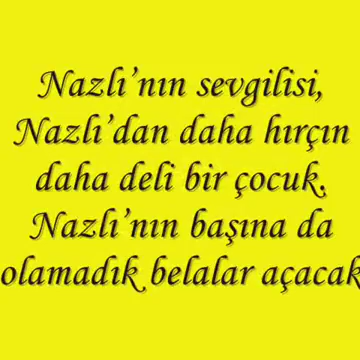 Nazlı’nın sevgilisi,
Nazlı’dan daha hırçın
daha deli bir çocuk.
Nazlı’nın başına da
olamadık belalar açacak